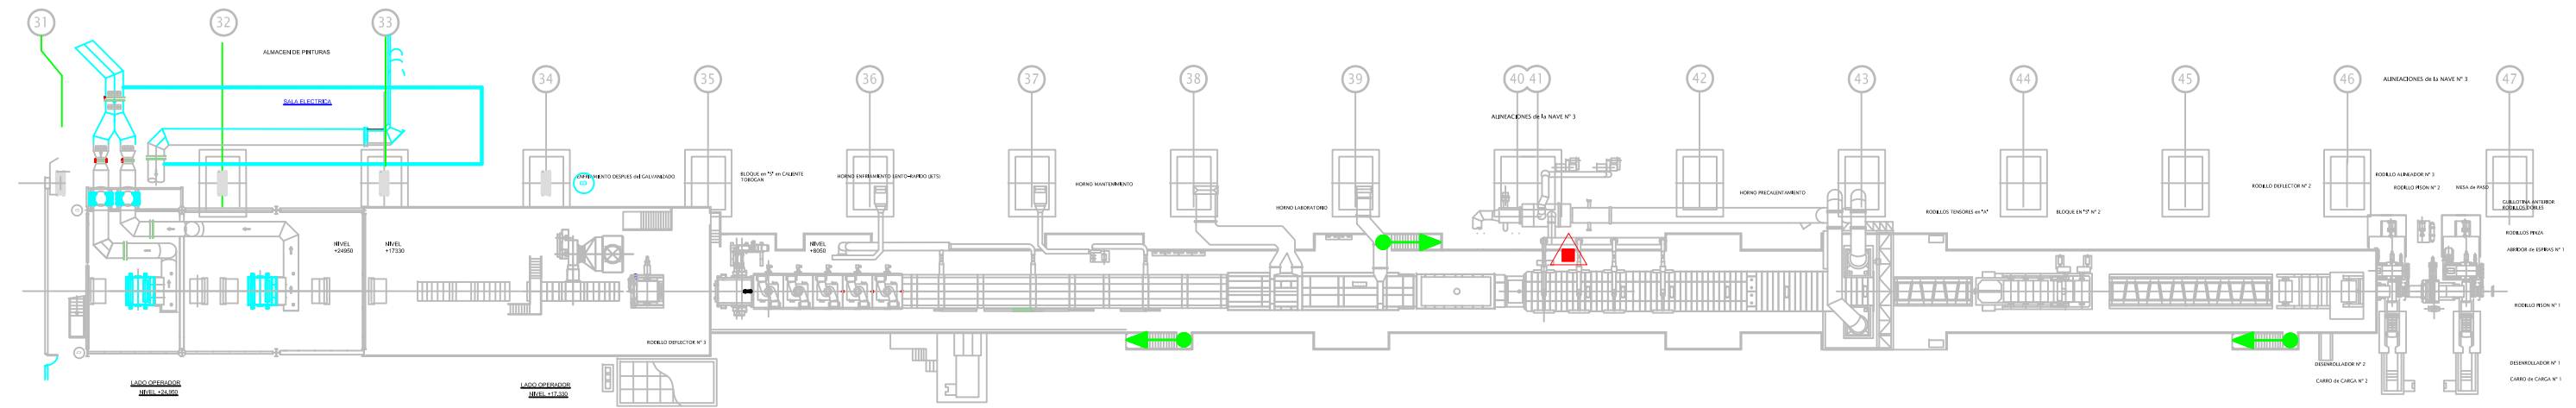 31
32
33
ALMACEN DE PINTURAS
SALA ELECTRICA
34
35
36
37
38
39
40
41
42
43
44
45
46
47
ALINEACIONES de la NAVE Nº 3
ALINEACIONES de la NAVE Nº 3
8
ENFRIAMIENTO DESPUES del GALVANIZADO
BLOQUE en "S" en CALIENTE
TOBOGAN
HORNO ENFRIAMIENTO LENTO-RAPIDO (JETS)
HORNO MANTENIMIENTO
HORNO LABORATORIO
HORNO PRECALENTAMIENTO
RODILLOS TENSORES en "A"
BLOQUE EN "S" Nº 2
RODILLO DEFLECTOR Nº 2
RODILLO ALINEADOR Nº 3
RODILLO PISON Nº 2
MESA de PASO
GUILLOTINA ANTERIOR
RODILLOS DOBLES
RODILLOS PINZA
ABRIDOR de ESPIRAS Nº 1
NIVEL
+24950
NIVEL
+17330
NIVEL
+8050
RODILLO PISON Nº 1
RODILLO DEFLECTOR Nº 3
DESENROLLADOR Nº 2
CARRO de CARGA Nº 2
DESENROLLADOR Nº 1
CARRO de CARGA Nº 1
LADO OPERADOR
NIVEL +24,950
LADO OPERADOR
NIVEL +17,330